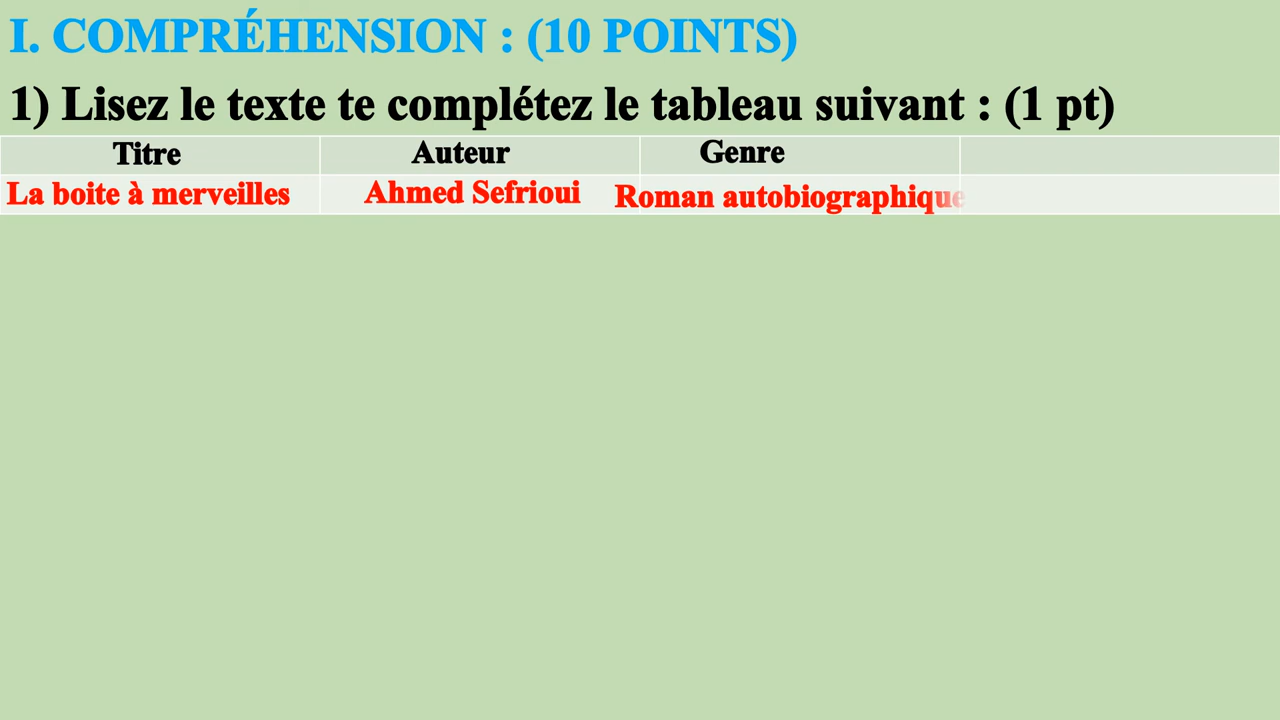 I. COMPRÉHENSION : (10 POINTS)
1) Lisez le texte te complétez le tableau suivant : (1 pt)
Titre Auteur Genre
La boite à merveilles Ahmed Sefrioui Roman autobiographique